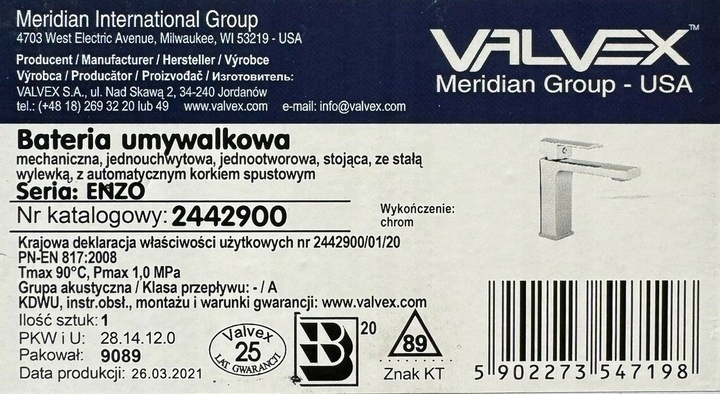 Meridian International Group
4703 West Electric Avenue, Milwaukee, WI 53219 - USA
Producent / Manufacturer / Hersteller / Výrobce
Výrobca / Producător / Proizvođač / Изготовитель:
VALVEX S.A., ul. Nad Skawą 2, 34-240 Jordanów
tel.: (+48 18) 269 32 20 lub 49 www.valvex.com e-mail: info@valvex.com
VALVEX™
Meridian Group - USA
Bateria umywalkowa
mechaniczna, jednouchwytowa, jednootworowa, stojąca, ze stałą
wylewką, z automatycznym korkiem spustowym
Seria: ENZO
Nr katalogowy: 2442900
Wykończenie:
chrom
Krajowa deklaracja właściwości użytkowych nr 2442900/01/20
PN-EN 817:2008
Tmax 90°C, Pmax 1,0 MPa
Grupa akustyczna / Klasa przepływu: - / A
KDWU, instr.obsł., montażu i warunki gwarancji: www.valvex.com
Ilość sztuk: 1
PKW i U: 28.14.12.0
Pakował: 9089
Data produkcji: 26.03.2021
Valvex
25
LAT GWARANCJI
B
20
89
Znak KT
5 902273 547198